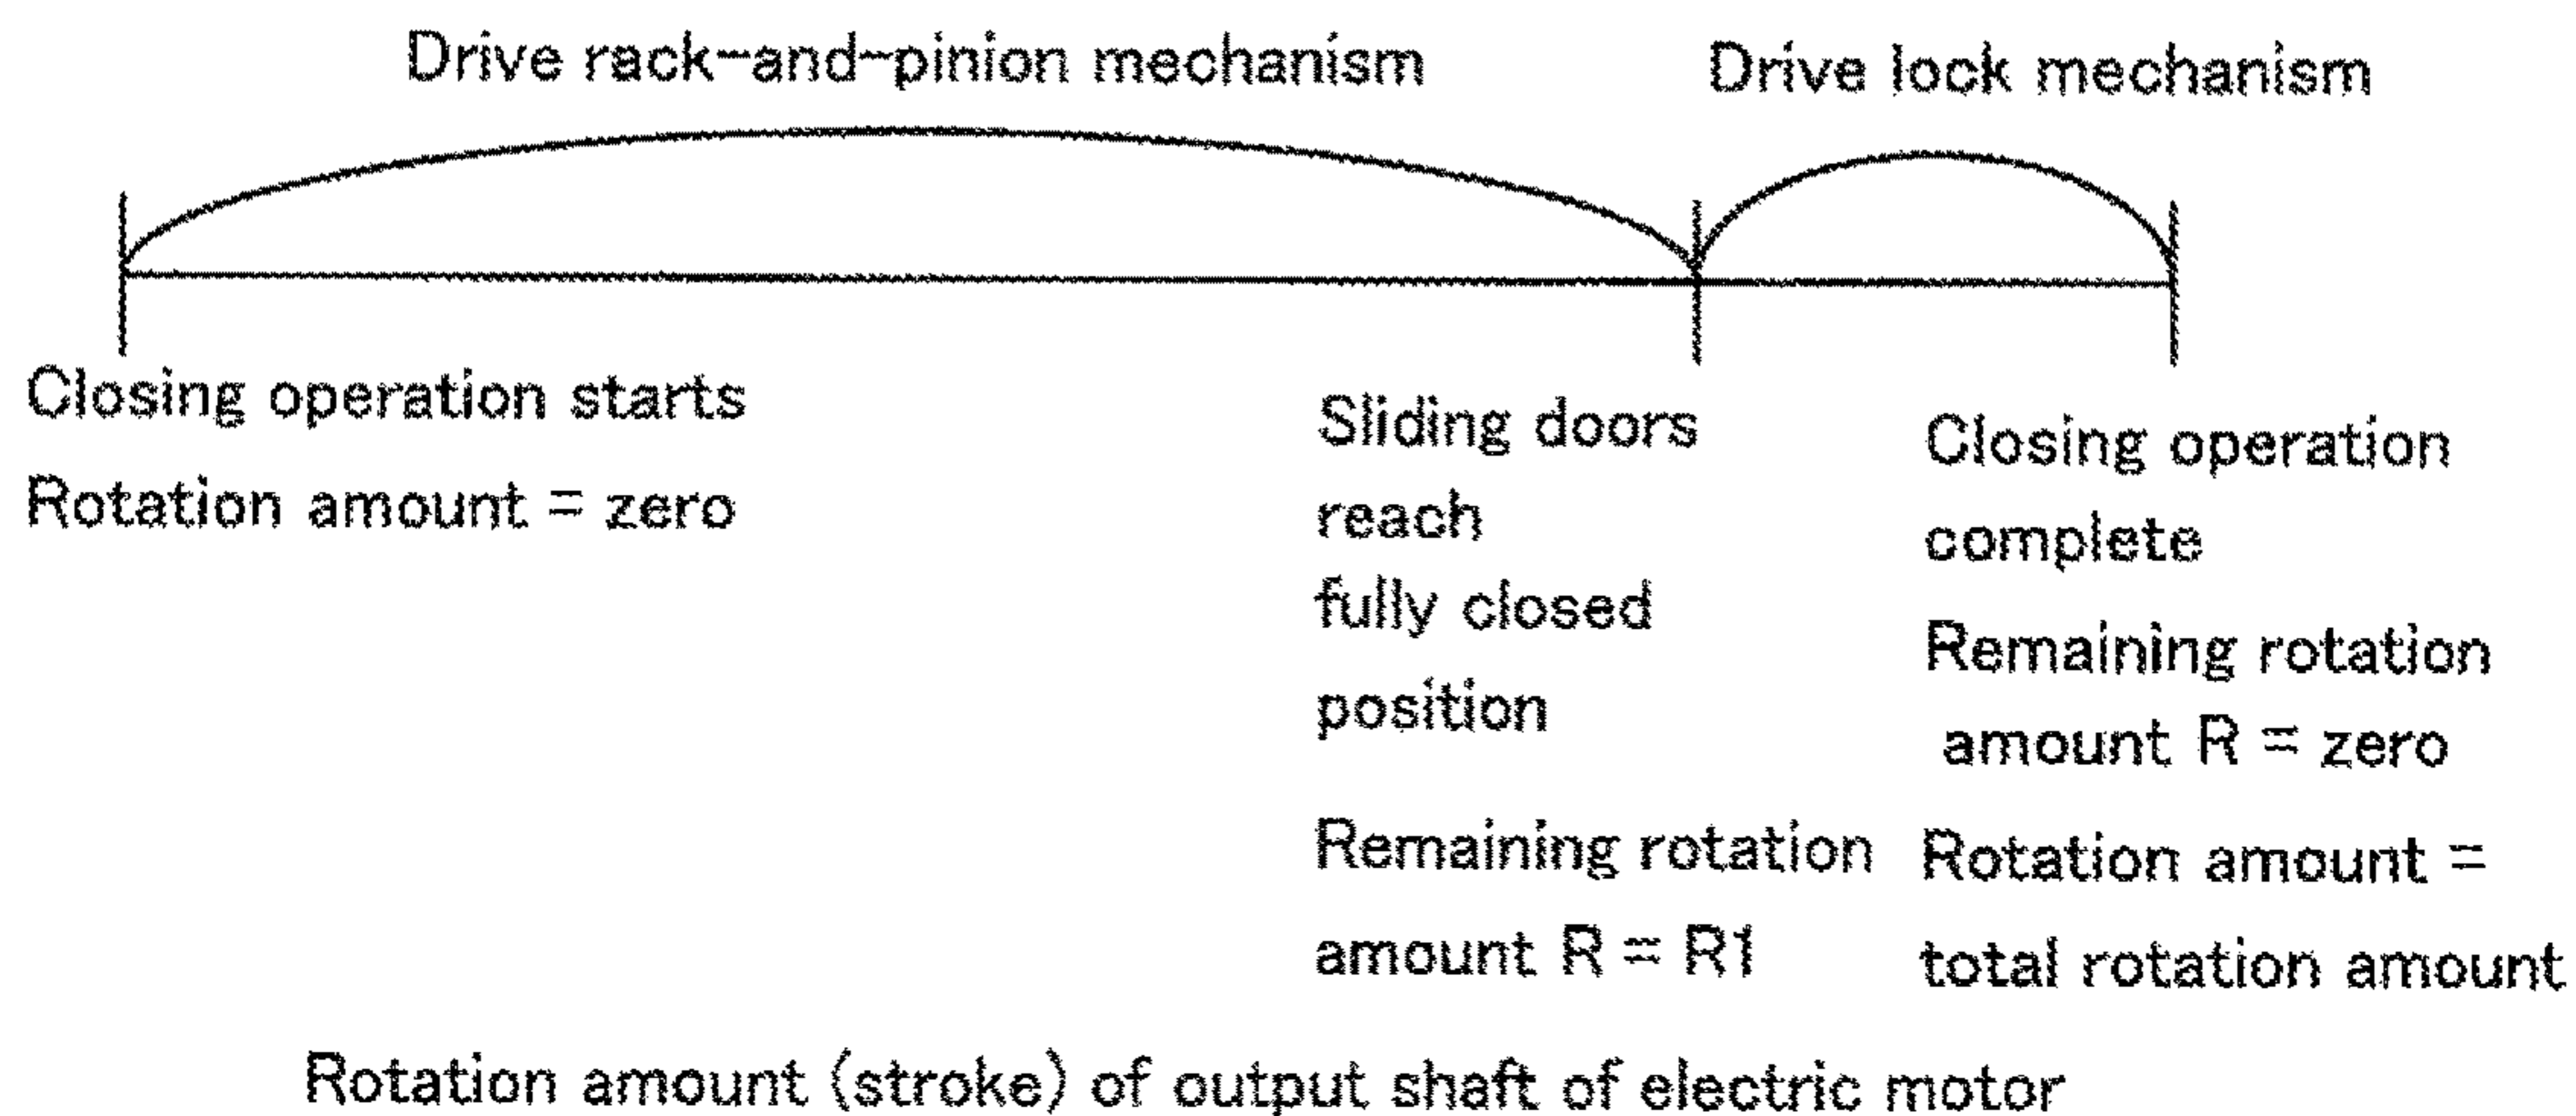 Drive rack-and-pinion mechanism
Drive lock mechanism
Closing operation starts
Rotation amount = zero
Sliding doors
reach
fully closed
position
Remaining rotation
amount R = R1
Closing operation
complete
Remaining rotation
amount R = zero
Rotation amount =
total rotation amount
Rotation amount (stroke) of output shaft of electric motor